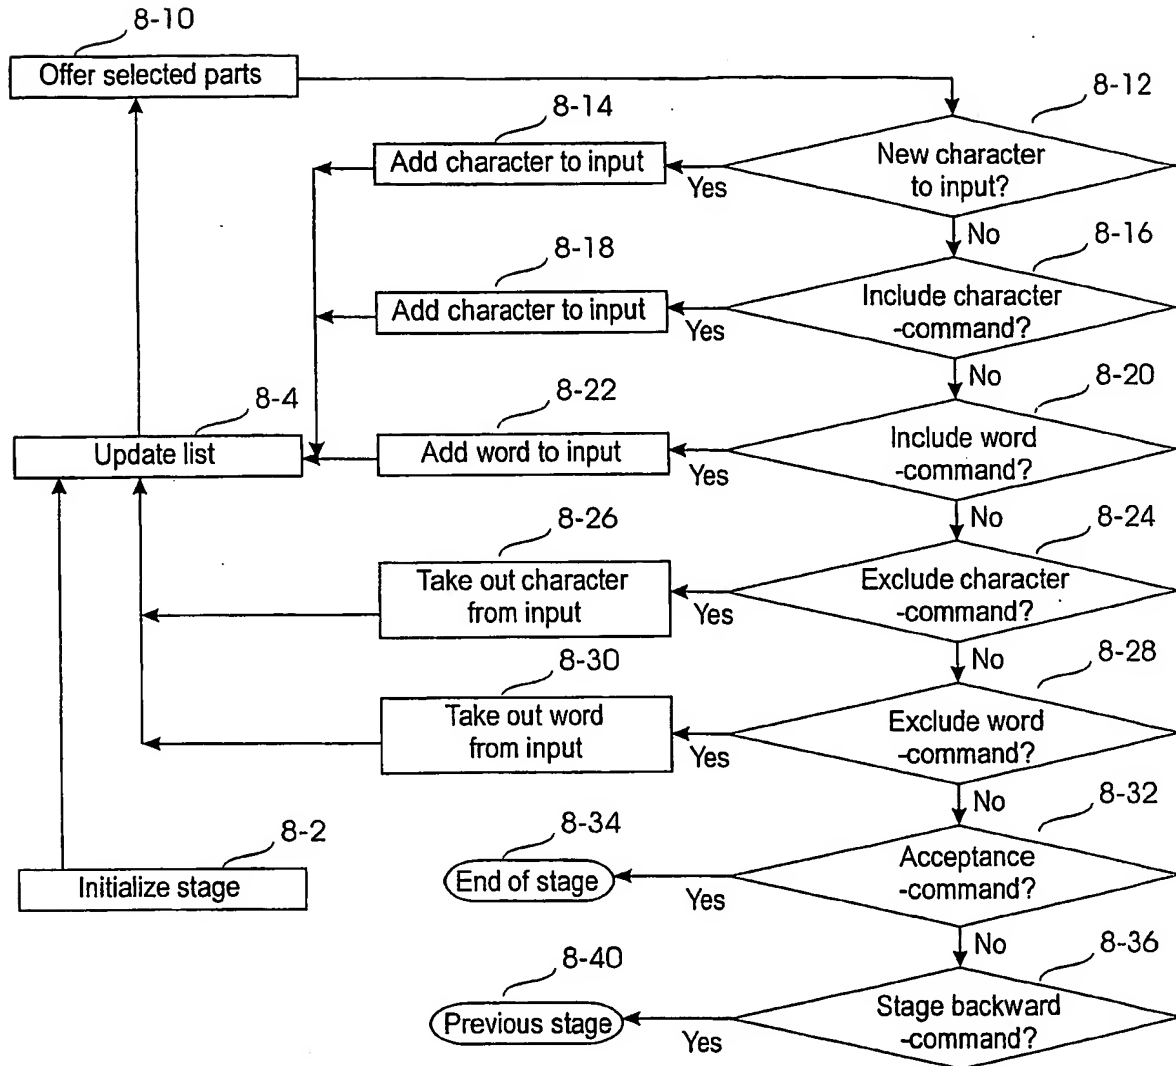 8-10
Offer selected parts
8-12
New character
to input?
8-14
Add character to input
Yes
No
8-16
Include character
-command?
8-18
Add character to input
Yes
No
8-20
Include word
-command?
8-22
Add word to input
Yes
8-4
Update list
No
8-24
Exclude character
-command?
8-26
Take out character
from input
Yes
No
8-28
Exclude word
-command?
8-30
Take out word
from input
Yes
No
8-32
Acceptance
-command?
8-34
End of stage
Yes
8-2
Initialize stage
No
8-36
Stage backward
-command?
8-40
Previous stage
Yes